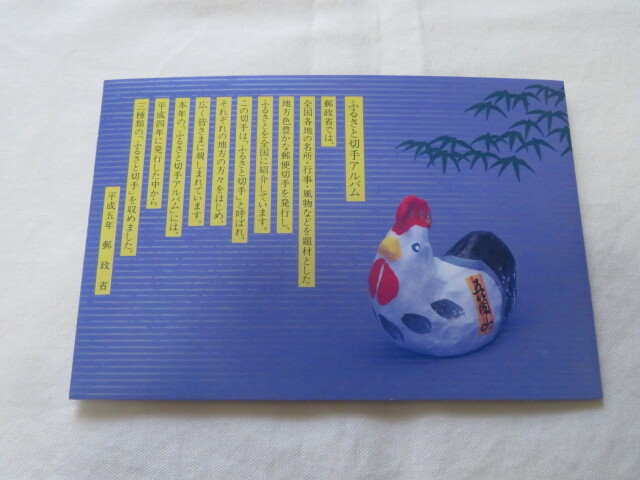 ふるさと切手アルバム
郵政省では、
全国各地の名所・行事・風物などを題材とした
地方色豊かな郵便切手を発行し、
ふるさとを全国に紹介しています。
この切手は、「ふるさと切手」と呼ばれ、
それぞれの地方の方々をはじめ、
広く皆さまに親しまれています。
本年の、「ふるさと切手アルバム」には、
平成四年に発行した中から
三種類の、「ふるさと切手」を収めました。
平成五年 郵政省